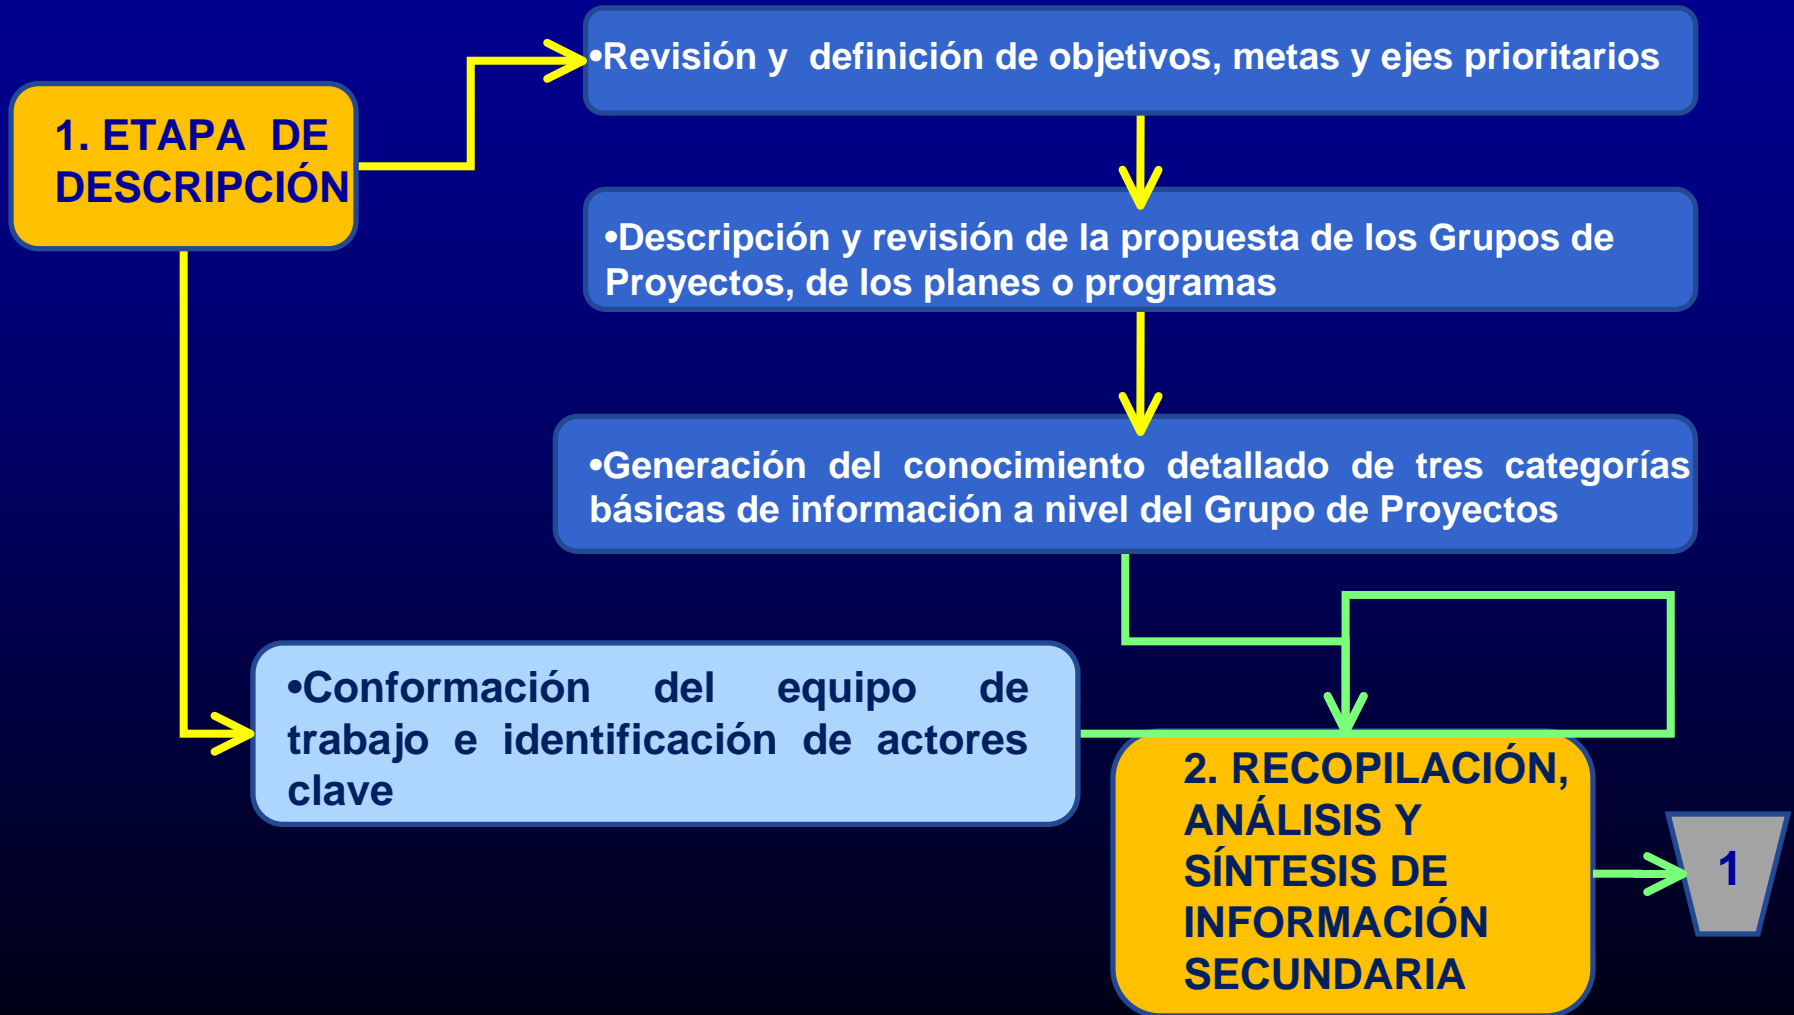 •Revisión y definición de objetivos, metas y ejes prioritarios
1. ETAPA DE
DESCRIPCIÓN
•Descripción y revisión de la propuesta de los Grupos de
Proyectos, de los planes o programas
•Generación del conocimiento detallado de tres categorías
básicas de información a nivel del Grupo de Proyectos
•Conformación del equipo de
trabajo e identificación de actores
clave
2. RECOPILACIÓN,
ANÁLISIS Y
SÍNTESIS DE
INFORMACIÓN
SECUNDARIA
1